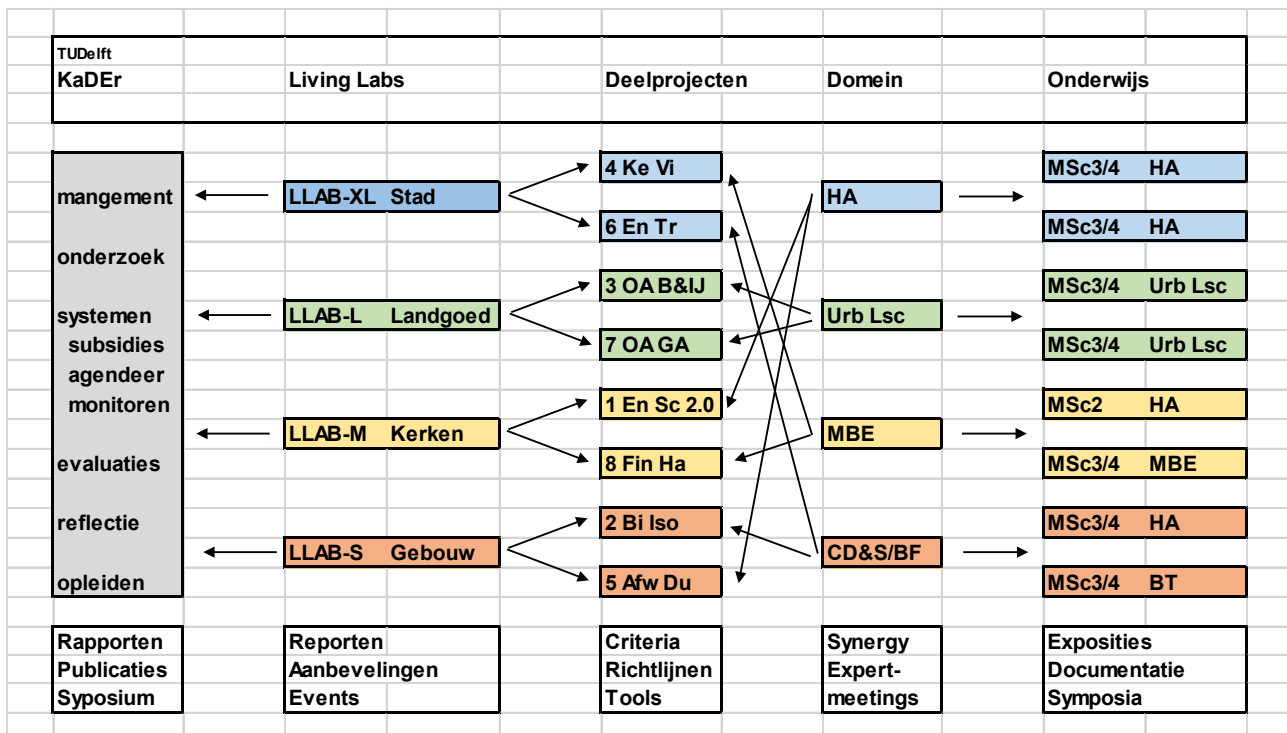 TUDelft
KaDEr Living Labs Deelprojecten Domein Onderwijs
4 Ke Vi MSc3/4 HA
mangement LLAB-XL Stad HA
6 En Tr MSc3/4 HA
onderzoek
3 OA B&IJ MSc3/4 Urb Lsc
systemen LLAB-L Landgoed Urb Lsc
subsidies 7 OA GA MSc3/4 Urb Lsc
agendeer
monitoren 1 En Sc 2.0 MSc2 HA
LLAB-M Kerken MBE
evaluaties 8 Fin Ha MSc3/4 MBE
reflectie 2 Bi Iso MSc3/4 HA
LLAB-S Gebouw CD&S/BF
opleiden 5 Afw Du MSc3/4 BT
Rapporten Reporten Criteria Synergy Exposities
Publicaties Aanbevelingen Richtlijnen Expert- Documentatie
Syposium Events Tools meetings Symposia